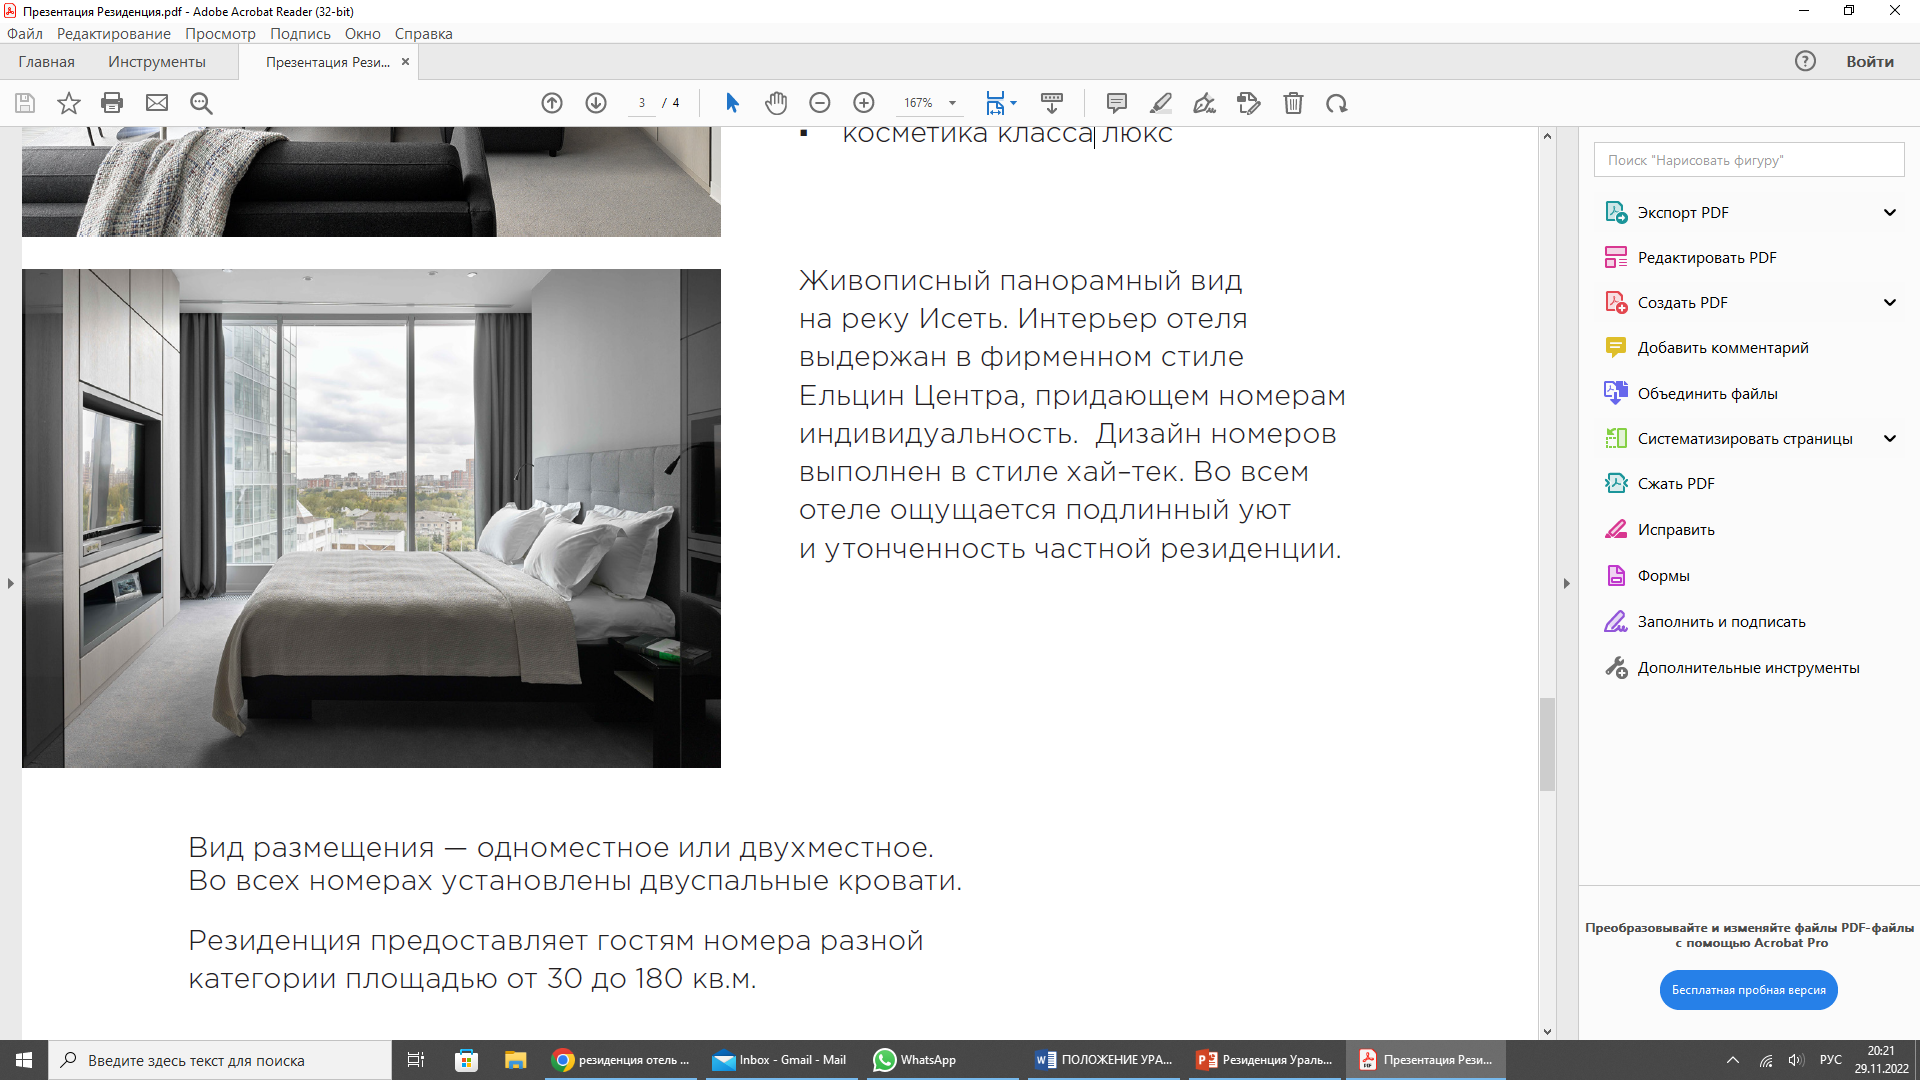 Презентация Резиденция.pdf - Adobe Acrobat Reader (32-bit)
Файл Редактирование Просмотр Подпись Окно Справка
Главная Инструменты Презентация Рези... × ? Войти
3 / 4 167%
▪ косметика класса люкс
Живописный панорамный вид
на реку Исеть. Интерьер отеля
выдержан в фирменном стиле
Ельцин Центра, придающем номерам
индивидуальность. Дизайн номеров
выполнен в стиле хай–тек. Во всем
отеле ощущается подлинный уют
и утонченность частной резиденции.
Вид размещения — одноместное или двухместное.
Во всех номерах установлены двуспальные кровати.
Резиденция предоставляет гостям номера разной
категории площадью от 30 до 180 кв.м.
Поиск "Нарисовать фигуру"
Экспорт PDF
Редактировать PDF
Создать PDF
Добавить комментарий
Объединить файлы
Систематизировать страницы
Сжать PDF
Исправить
Формы
Заполнить и подписать
Дополнительные инструменты
Преобразовывайте и изменяйте файлы PDF-файлы
с помощью Acrobat Pro
Бесплатная пробная версия
Введите здесь текст для поиска
резиденция отель ...
Inbox - Gmail - Mail
WhatsApp
ПОЛОЖЕНИЕ УРА...
Резиденция Ураль...
Презентация Рези...
РУС
20:21
29.11.2022